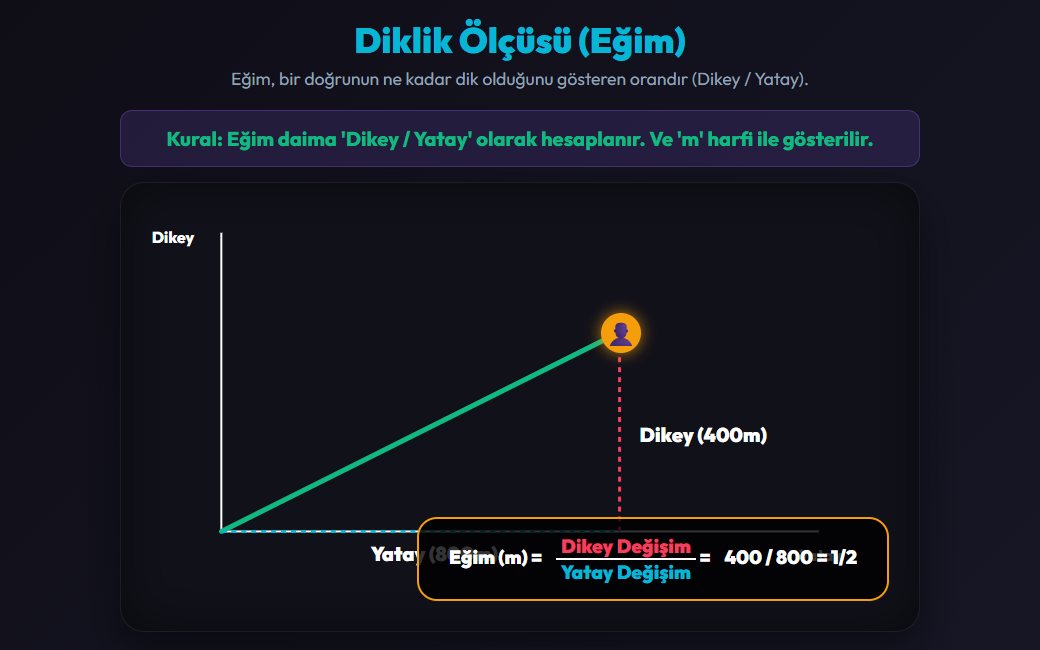 Diklik Ölçüsü (Eğim)
Eğim, bir doğrunun ne kadar dik olduğunu gösteren orandır (Dikey / Yatay).
Kural: Eğim daima 'Dikey / Yatay' olarak hesaplanır. Ve 'm' harfi ile gösterilir.
Dikey
Dikey (400m)
Yatay
Eğim (m) = Dikey Değişim = 400 / 800 = 1/2
Yatay Değişim